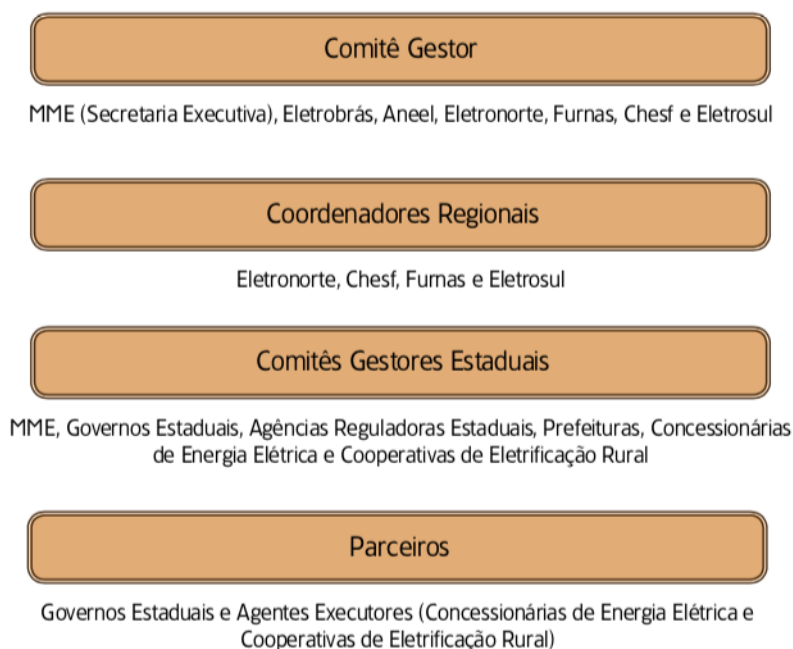 Comitê Gestor
MME (Secretaria Executiva), Eletrobrás, Aneel, Eletronorte, Furnas, Chesf e Eletrosul
Coordenadores Regionais
Eletronorte, Chesf, Furnas e Eletrosul
Comitês Gestores Estaduais
MME, Governos Estaduais, Agências Reguladoras Estaduais, Prefeituras, Concessionárias
de Energia Elétrica e Cooperativas de Eletrificação Rural
Parceiros
Governos Estaduais e Agentes Executores (Concessionárias de Energia Elétrica e
Cooperativas de Eletrificação Rural)